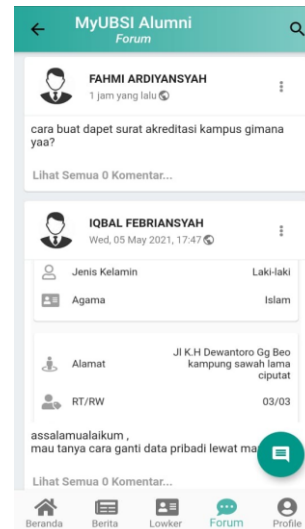 MyUBSI Alumni
Forum
FAHMI ARDIYANSYAH
1 jam yang lalu
cara buat dapet surat akreditasi kampus gimana
yaa?
Lihat Semua 0 Komentar...
IQBAL FEBRIANSYAH
Wed, 05 May 2021, 17:47
Jenis Kelamin Laki-laki
Agama Islam
Jl K.H Dewantoro Gg Beo
Alamat kampung sawah lama
ciputat
RT/RW 03/03
assalamualaikum ,
mau tanya cara ganti data pribadi lewat ma
Lihat Semua 0 Komentar...
Beranda Berita Lowker Forum Profile